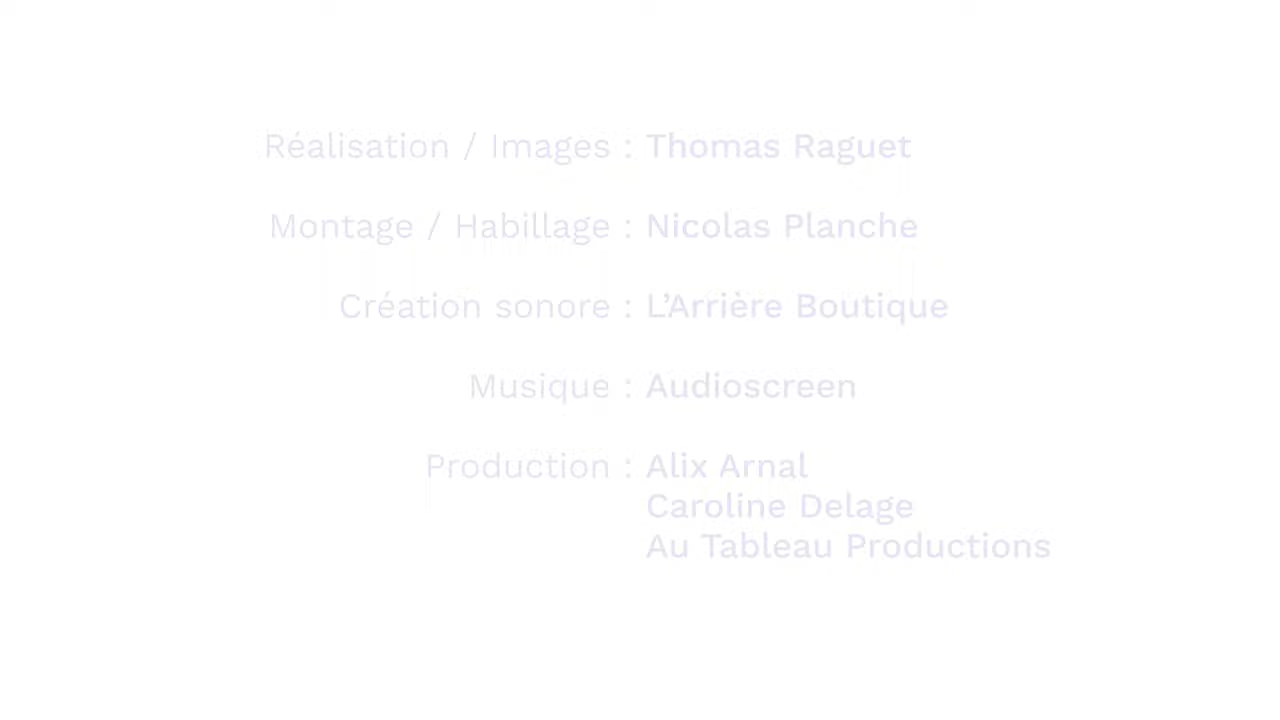 Réalisation / Images : Thomas Raguet
Montage / Habillage : Nicolas Planche
Création sonore : L’Arrière Boutique
Musique : Audioscreen
Production : Alix Arnal
Caroline Delage
Au Tableau Productions